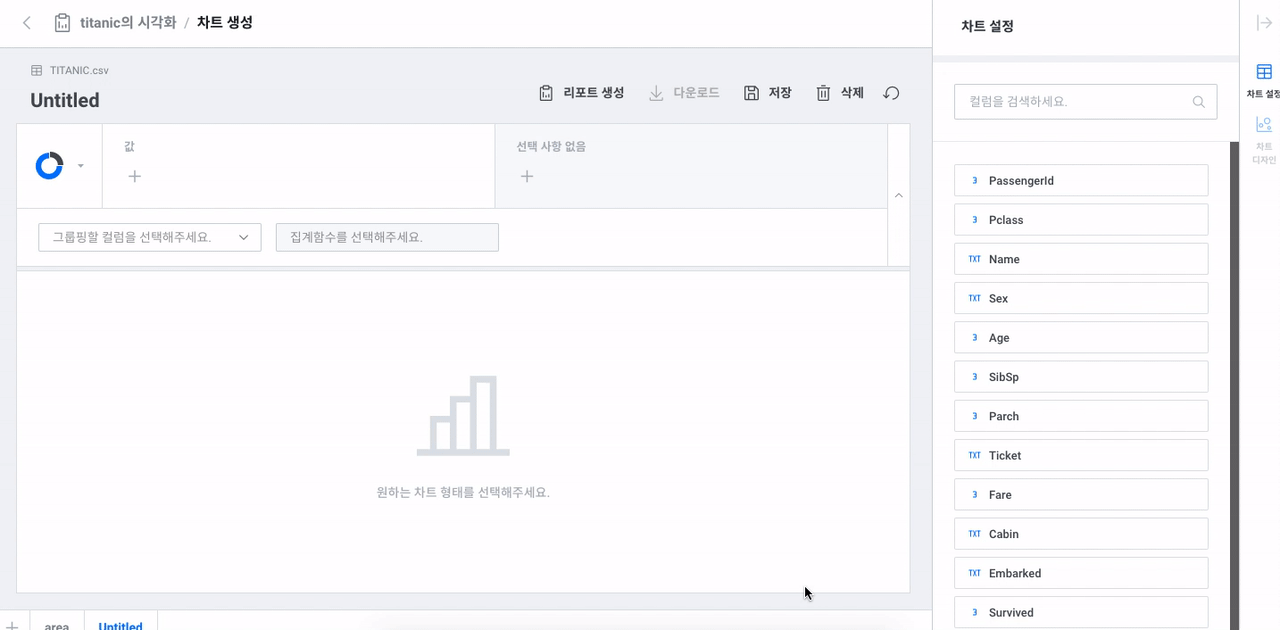 titanic의 시각화 / 차트 생성
차트 설정
TITANIC.csv
Untitled
리포트 생성
다운로드
저장
삭제
값
선택 사항 없음
그룹핑할 컬럼을 선택해주세요.
집계함수를 선택해주세요.
원하는 차트 형태를 선택해주세요.
area
Untitled
컬럼을 검색하세요.
3 PassengerId
3 Pclass
TXT Name
TXT Sex
3 Age
3 SibSp
3 Parch
TXT Ticket
3 Fare
TXT Cabin
TXT Embarked
3 Survived
차트 설정
차트
디자인